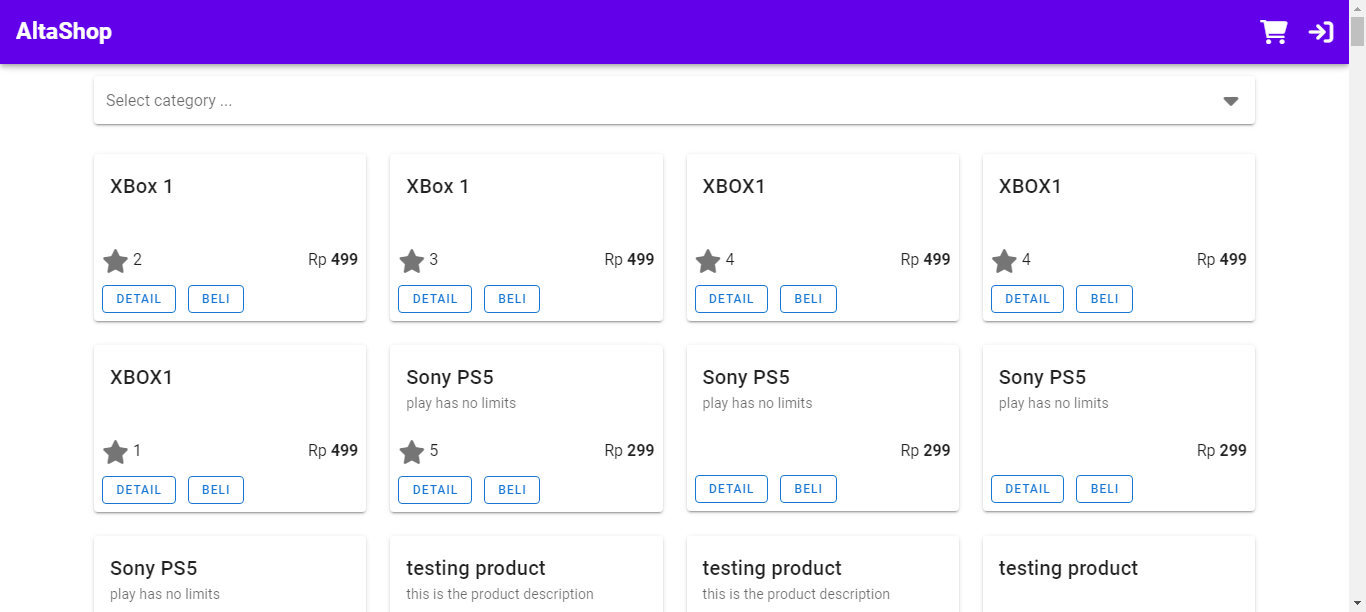 AltaShop
Select category ...
XBox 1
XBox 1
XBOX1
XBOX1
2
Rp 499
3
Rp 499
4
Rp 499
4
Rp 499
DETAIL
BELI
DETAIL
BELI
DETAIL
BELI
DETAIL
BELI
XBOX1
Sony PS5
Sony PS5
Sony PS5
play has no limits
play has no limits
play has no limits
1
Rp 499
5
Rp 299
Rp 299
Rp 299
DETAIL
BELI
DETAIL
BELI
DETAIL
BELI
DETAIL
BELI
Sony PS5
testing product
testing product
testing product
play has no limits
this is the product description
this is the product description